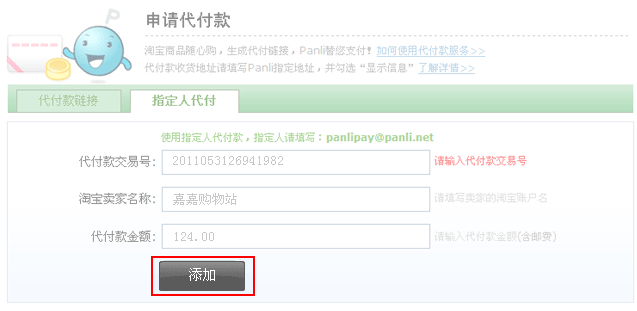 P
申请代付款
淘宝商品随心购，生成代付链接，Panli替您支付！如何使用代付款服务>>
代付款收货地址请填写Panli指定地址，并勾选“显示信息”了解详情>>
代付款链接 指定人代付
使用指定人代付款，指定人请填写：panlipay@panli.net
代付款交易号: 2011053126941982 请输入代付款交易号
淘宝卖家名称: 嘉嘉购物站 请填写卖家的淘宝账户名
代付款金额: 124.00 请输入代付款金额(含邮费)
添加